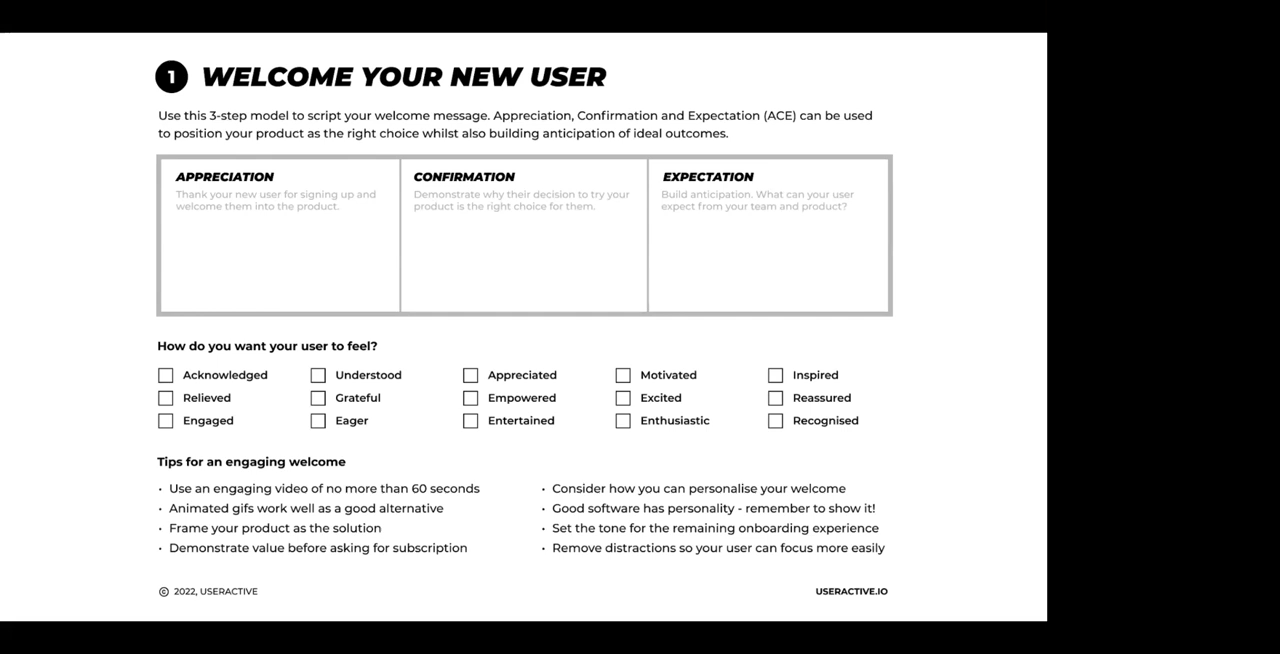 1 WELCOME YOUR NEW USER
Use this 3-step model to script your welcome message. Appreciation, Confirmation and Expectation (ACE) can be used
to position your product as the right choice whilst also building anticipation of ideal outcomes.
APPRECIATION
Thank your new user for signing up and
welcome them into the product.
CONFIRMATION
Demonstrate why their decision to try your
product is the right choice for them.
EXPECTATION
Build anticipation. What can your user
expect from your team and product?
How do you want your user to feel?
Acknowledged Understood Appreciated Motivated Inspired
Relieved Grateful Empowered Excited Reassured
Engaged Eager Entertained Enthusiastic Recognised
Tips for an engaging welcome
· Use an engaging video of no more than 60 seconds
· Animated gifs work well as a good alternative
· Frame your product as the solution
· Demonstrate value before asking for subscription
· Consider how you can personalise your welcome
· Good software has personality - remember to show it!
· Set the tone for the remaining onboarding experience
· Remove distractions so your user can focus more easily
© 2022, USERACTIVE
USERACTIVE.IO